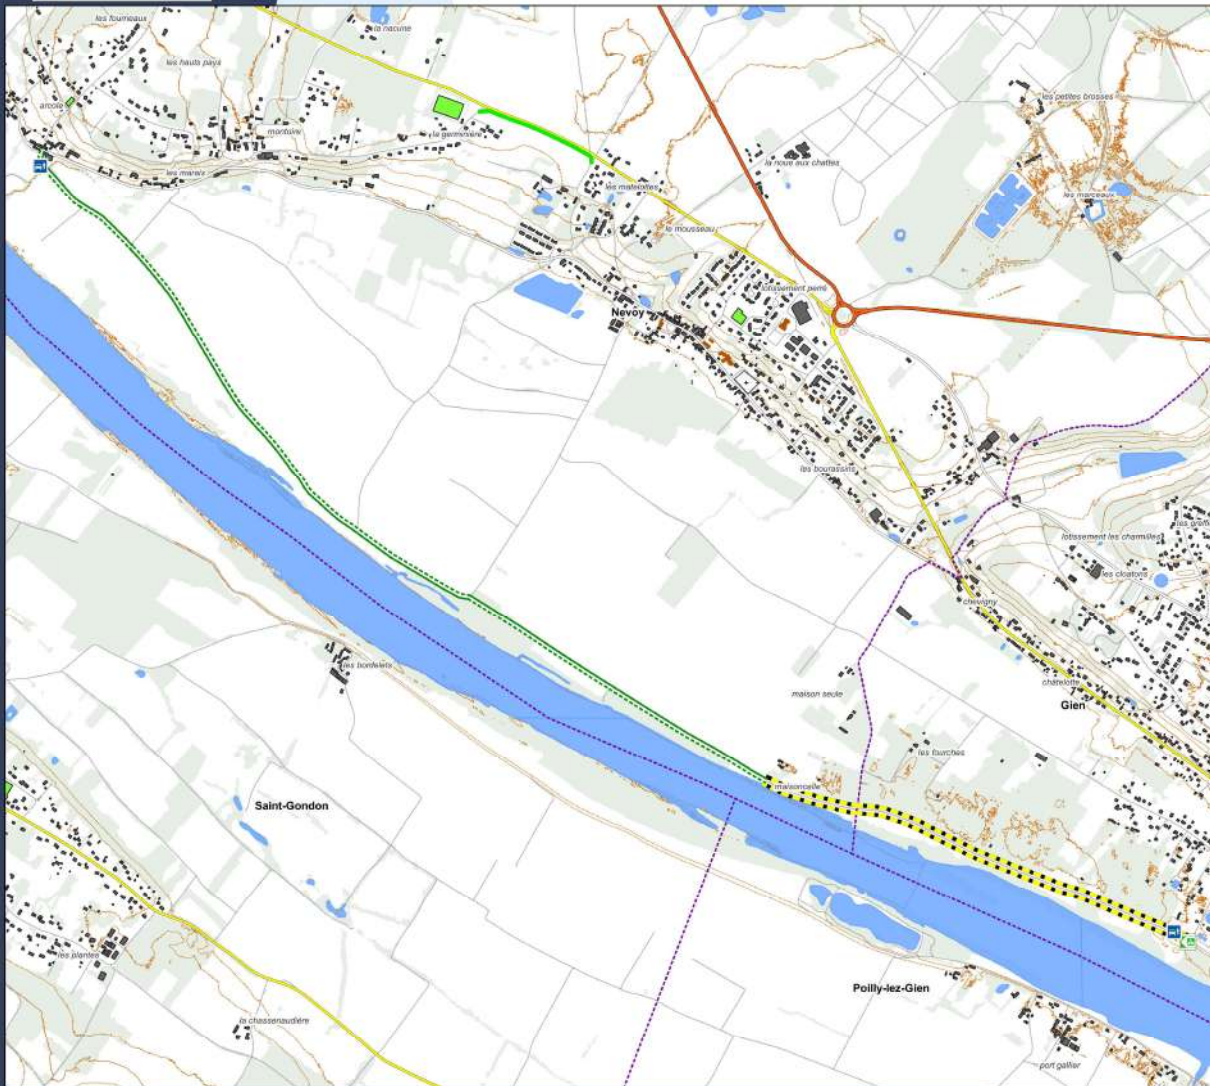 les fourneaux
la nacune
les hauts pays
les petites brosses
arcole
montoire
la germinière
la noue aux chattes
les marais
les matelottes
les marceaux
le mousseau
lotissement perré
Nevoy
les bourassins
lotissement les charmilles
les cloatons
chevigny
les bordelets
maison seule
châtelotte
Gien
les fourches
maisoncelle
Saint-Gondon
les plantes
Poilly-lez-Gien
la chassenaudière
port gallier